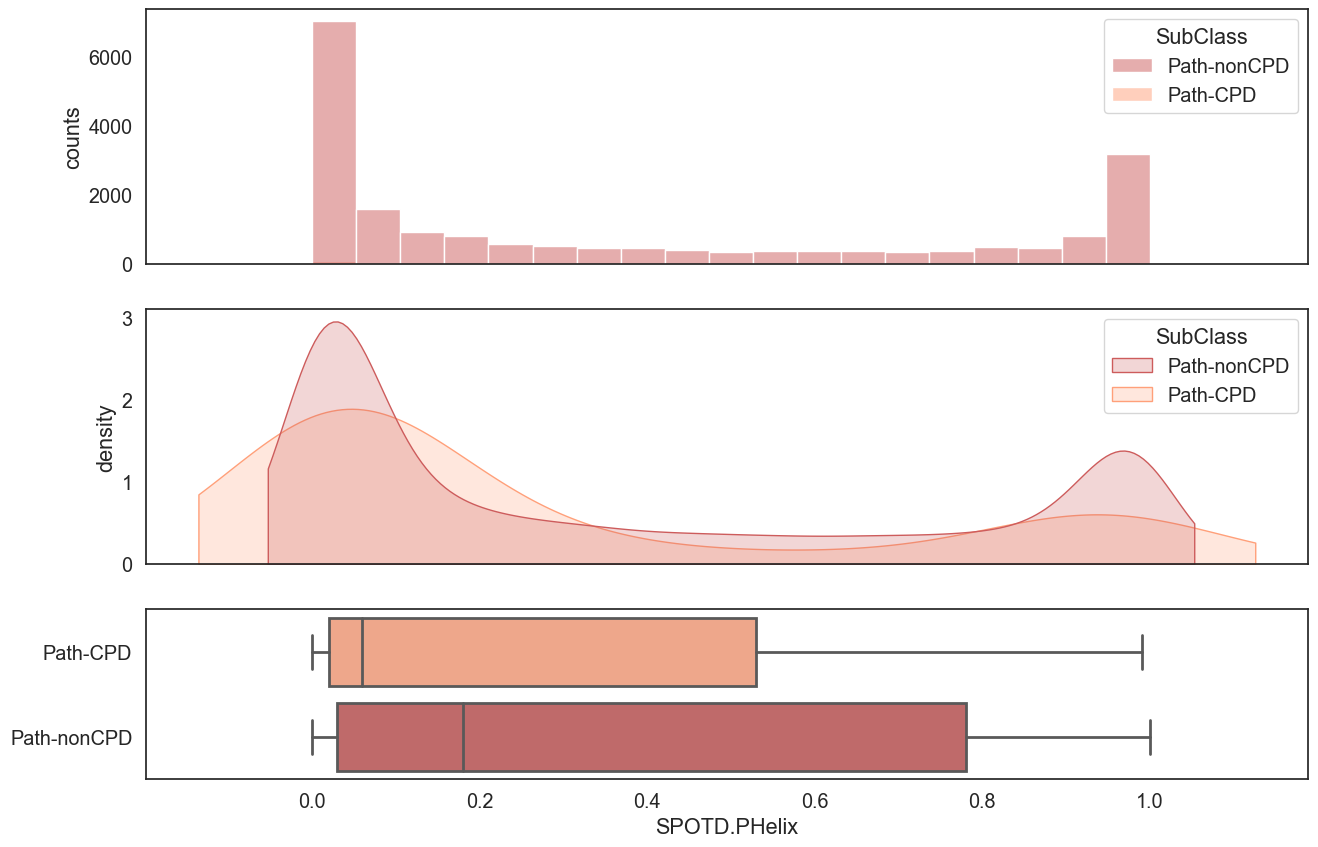 6000
4000
2000
0
counts
SubClass
Path-nonCPD
Path-CPD
3
2
1
0
density
SubClass
Path-nonCPD
Path-CPD
Path-CPD
Path-nonCPD
0.0 0.2 0.4 0.6 0.8 1.0
SPOTD.PHelix